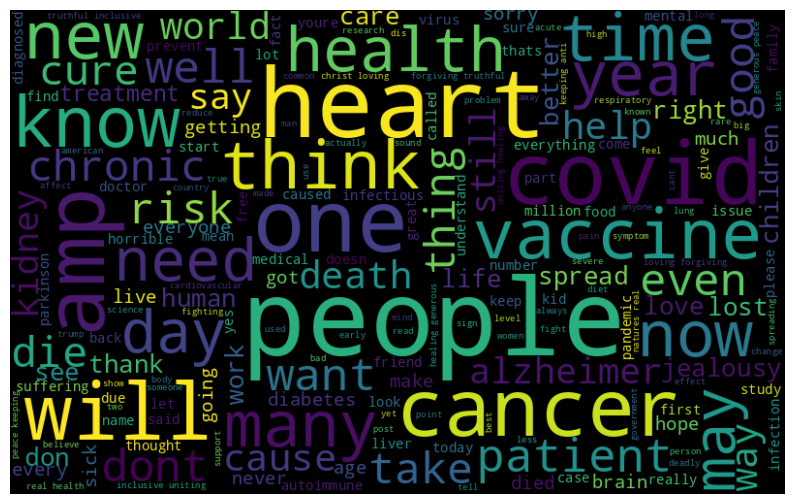 truthful inclusive
new
world
care
youre
virus
sorry
sure
fact
mental
long
time
diagnosed
cure
well
prevent
lot
health
thats
research
dis
acute
high
forgiving truthful
keeping anti
generous peace
good
family
find
treatment
say
getting
common
christ loving
problem
away
respiratory
year
better
skin
know
reduce
heart
man
actually
sound
called
help
known
rare
right
big
everything
come
feel
much
give
chronic
american
start
think
use
thing
still
uniting healing
covid
cant
children
affect
country
doctor
true
caused
infectious
understand
part
anyone
kidney
amp
risk
everyone
free
made
great
one
million
food
issue
lung
horrible
mean
medical
doesn
vaccine
pain
symptom
parkinson
need
cardiovascular
got
death
life
number
severe
loving forgiving
live
human
spread
even
please
trump
science
fighting
yes
used
mind
read
early
healing generous
sign
level
women
keep
kid
diet
always
fight
pandemic
natures real
love
lost
spreading
die
day
back
people
now
change
see
thank
work
bad
friend
want
make
alzheimer
jealousy
suffering
show
body
someone
going
diabetes
look
effect
study
peace keeping
will
due
two
let
many
yet
point
best
cancer
government
first
hope
infection
name
said
post
believe
thought
support
cause
liver
today
less
may
way
don
dont
sick
age
take
patient
case
person
deadly
every
never
died
brain
really
real health
inclusive uniting
autoimmune
tell